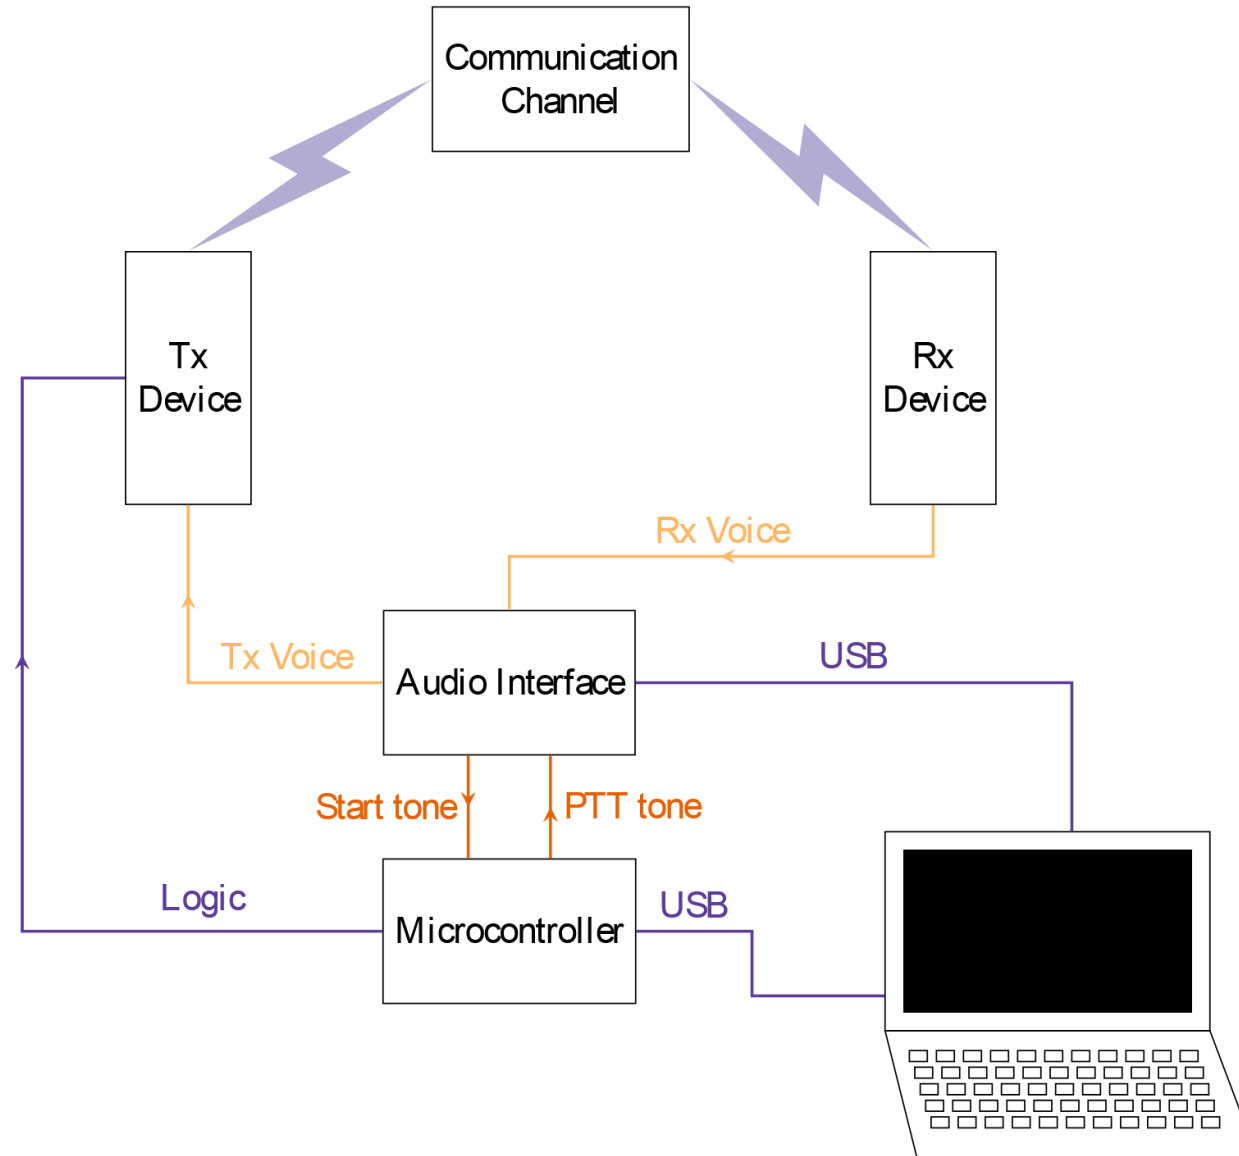 Communication
Channel
Tx
Device
Rx
Device
Rx Voice
Tx Voice
USB
Audio Interface
Start tone
PTT tone
Logic
USB
Microcontroller